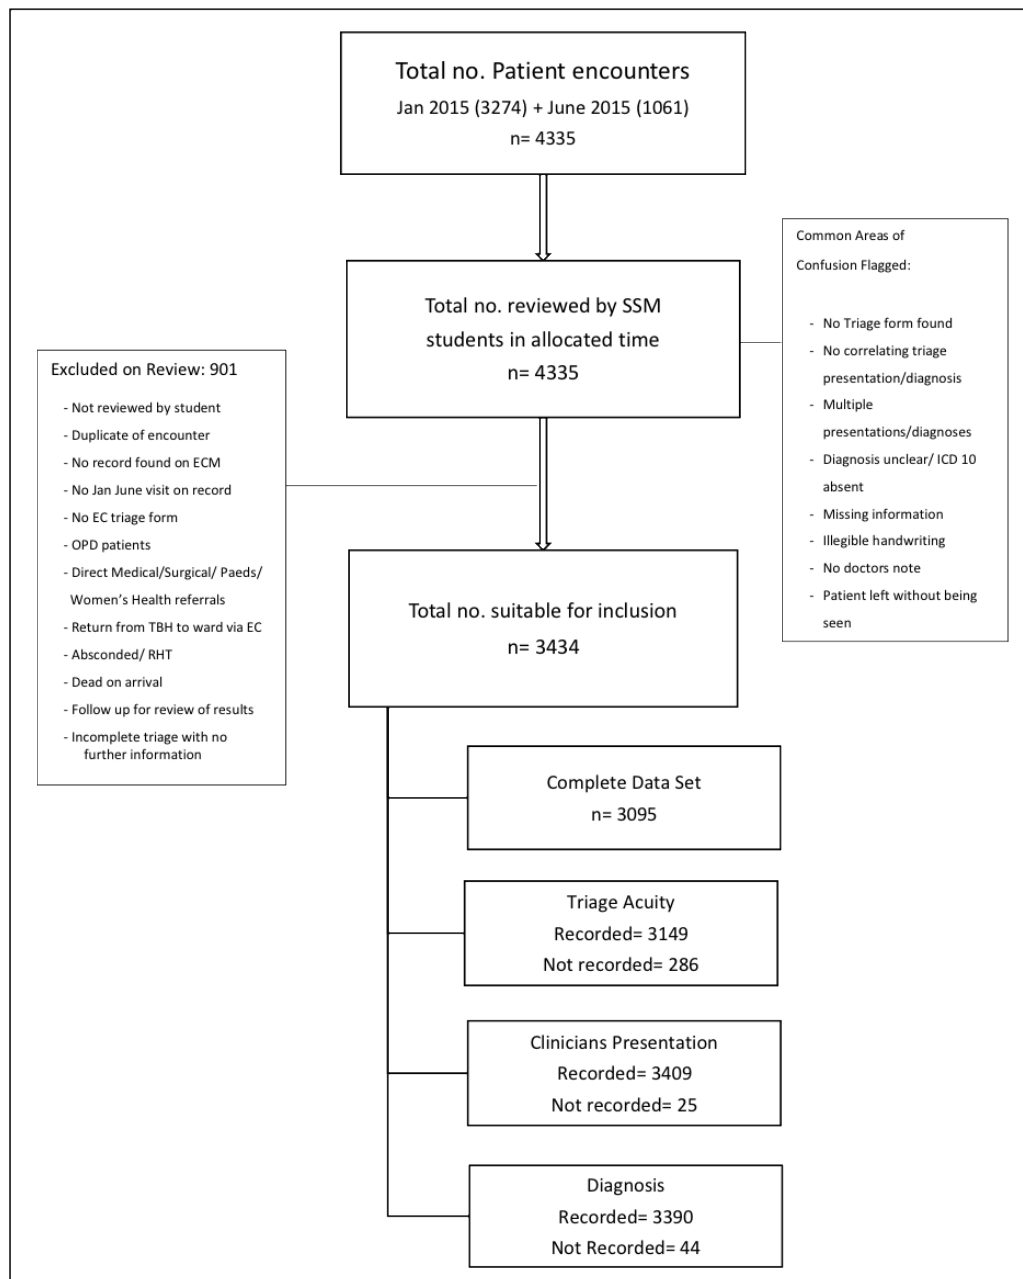 Total no. Patient encounters
Jan 2015 (3274) + June 2015 (1061)
n= 4335
Common Areas of
Confusion Flagged:
- No Triage form found
- No correlating triage
presentation/diagnosis
- Multiple
presentations/diagnoses
- Diagnosis unclear/ ICD 10
absent
- Missing information
- Illegible handwriting
- No doctors note
- Patient left without being
seen
Total no. reviewed by SSM
students in allocated time
n= 4335
Excluded on Review: 901
- Not reviewed by student
- Duplicate of encounter
- No record found on ECM
- No Jan June visit on record
- No EC triage form
- OPD patients
- Direct Medical/Surgical/ Paeds/
Women’s Health referrals
- Return from TBH to ward via EC
- Absconded/ RHT
- Dead on arrival
- Follow up for review of results
- Incomplete triage with no
further information
Total no. suitable for inclusion
n= 3434
Complete Data Set
n= 3095
Triage Acuity
Recorded= 3149
Not recorded= 286
Clinicians Presentation
Recorded= 3409
Not recorded= 25
Diagnosis
Recorded= 3390
Not Recorded= 44